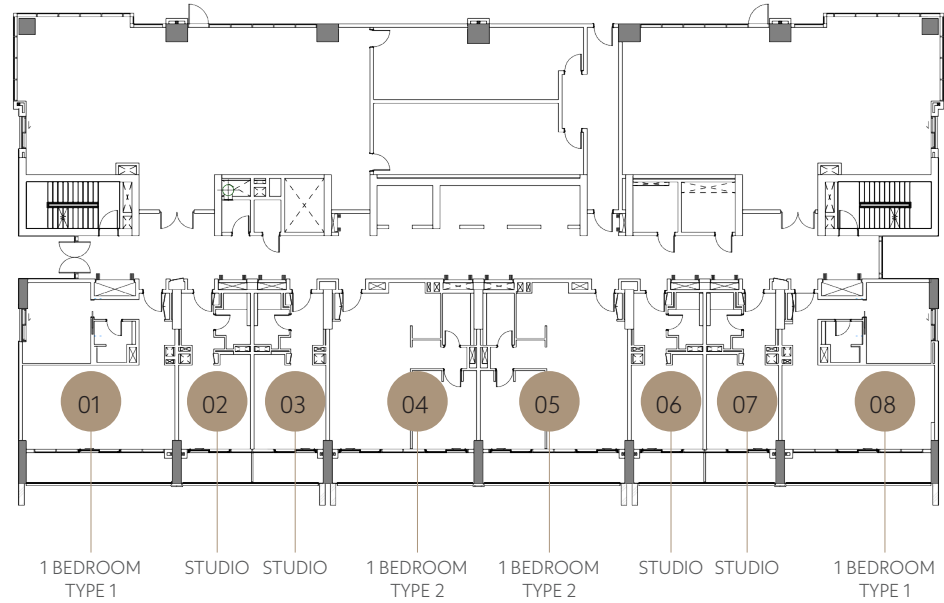 01
02
03
04
05
06
07
08
1 BEDROOM
TYPE 1
STUDIO
STUDIO
1 BEDROOM
TYPE 2
1 BEDROOM
TYPE 2
STUDIO
STUDIO
1 BEDROOM
TYPE 1